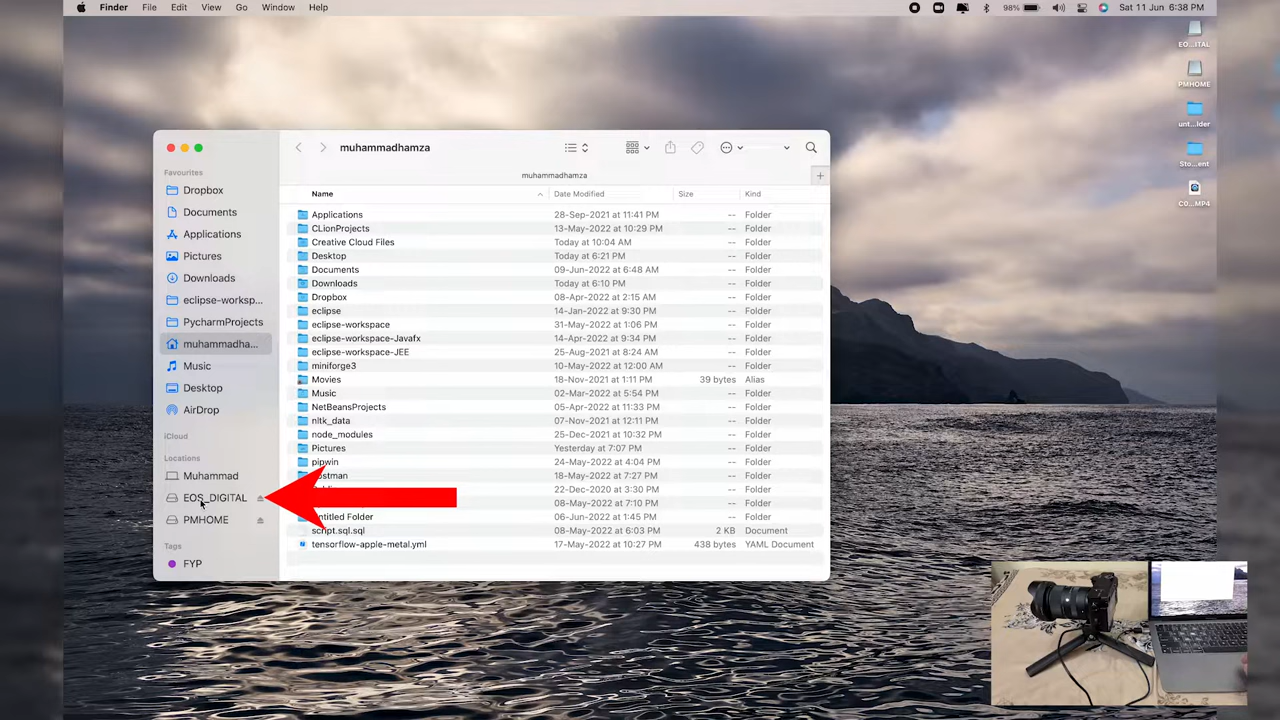 Finder File Edit View Go Window Help 98% Sat 11 Jun 6:38 PM
EO...ITAL
PMHOME
unt...lder
Sto...ent
C0...MP4
muhammadhamza
muhammadhamza
Favourites
Dropbox
Documents
Applications
Pictures
Downloads
eclipse-worksp...
PycharmProjects
muhammadha...
Music
Desktop
AirDrop
iCloud
Locations
Muhammad
EOS_DIGITAL
PMHOME
Tags
FYP
Name Date Modified Size Kind
Applications 28-Sep-2021 at 11:41 PM -- Folder
CLionProjects 13-May-2022 at 10:29 PM -- Folder
Creative Cloud Files Today at 10:04 AM -- Folder
Desktop Today at 6:21 PM -- Folder
Documents 09-Jun-2022 at 6:48 AM -- Folder
Downloads Today at 6:10 PM -- Folder
Dropbox 08-Apr-2022 at 2:15 AM -- Folder
eclipse 14-Jan-2022 at 9:30 PM -- Folder
eclipse-workspace 31-May-2022 at 1:06 PM -- Folder
eclipse-workspace-Javafx 14-Apr-2022 at 9:34 PM -- Folder
eclipse-workspace-JEE 25-Aug-2021 at 8:24 AM -- Folder
miniforge3 10-May-2022 at 12:00 AM -- Folder
Movies 18-Nov-2021 at 1:11 PM 39 bytes Alias
Music 02-Mar-2022 at 5:54 PM -- Folder
NetBeansProjects 05-Apr-2022 at 11:33 PM -- Folder
nltk_data 07-Nov-2021 at 12:11 PM -- Folder
node_modules 25-Dec-2021 at 10:32 PM -- Folder
Pictures Yesterday at 7:07 PM -- Folder
pipwin 24-May-2022 at 4:04 PM -- Folder
ostman 18-May-2022 at 7:27 PM -- Folder
22-Dec-2020 at 3:30 PM -- Folder
08-May-2022 at 7:10 PM -- Folder
ntitled Folder 06-Jun-2022 at 1:45 PM -- Folder
script.sql.sql 08-May-2022 at 6:03 PM 2 KB Document
tensorflow-apple-metal.yml 17-May-2022 at 10:27 PM 438 bytes YAML Document